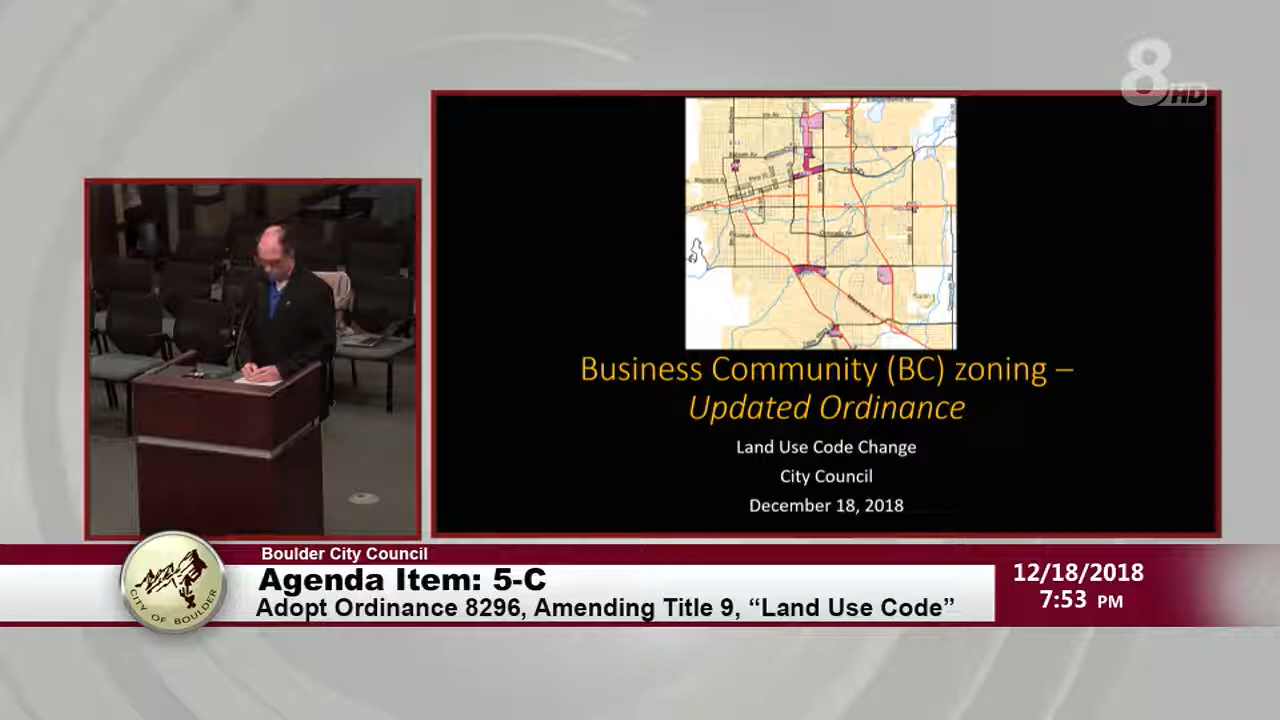 8
HD
Business Community (BC) zoning –
Updated Ordinance
Land Use Code Change
City Council
December 18, 2018
Boulder City Council
Agenda Item: 5-C
Adopt Ordinance 8296, Amending Title 9, “Land Use Code”
CITY OF BOULDER
12/18/2018
7:53 PM